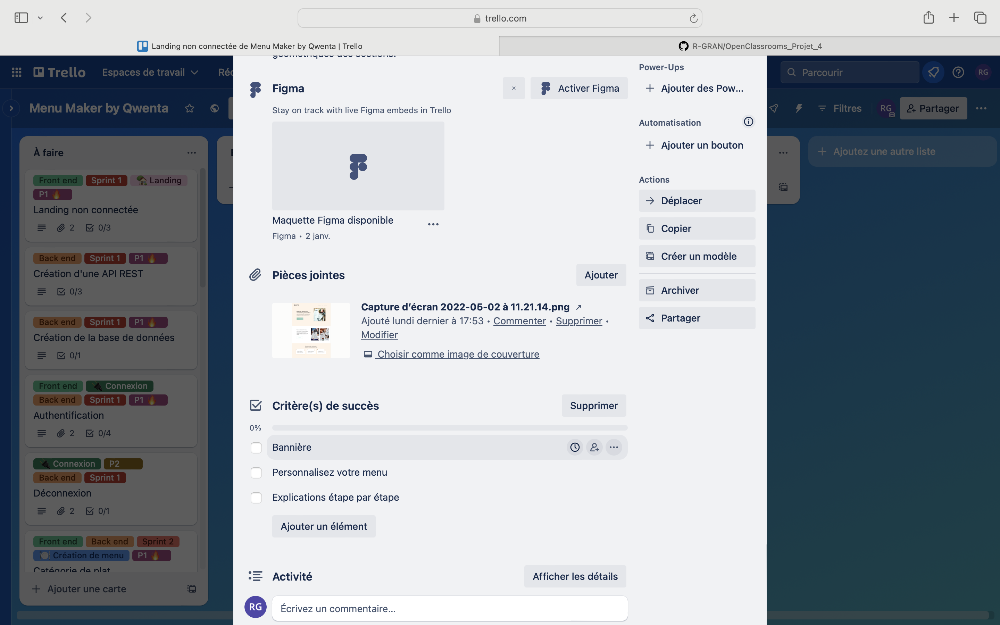 trello.com
Landing non connectée de Menu Maker by Qwenta | Trello
R-GRAN/OpenClassrooms_Projet_4
Trello
Espaces de travail
Parcourir
RG
Menu Maker by Qwenta
Filtres
RG
Partager
À faire
Front end
Sprint 1
Landing
P1
Landing non connectée
2
0/3
Back end
Sprint 1
P1
Création d'une API REST
0/3
Back end
Sprint 1
P1
Création de la base de données
0/1
Front end
Connexion
Back end
Sprint 1
P1
Authentification
2
0/4
Connexion
P2
Back end
Sprint 1
Déconnexion
2
0/1
Front end
Back end
Sprint 2
Création de menu
P1
Catégorie de plat
+ Ajouter une carte
géométriques des sections.
Figma
×
Activer Figma
Stay on track with live Figma embeds in Trello
Maquette Figma disponible
Figma • 2 janv.
Pièces jointes
Ajouter
Capture d’écran 2022-05-02 à 11.21.14.png ↗
Ajouté lundi dernier à 17:53 • Commenter • Supprimer •
Modifier
Choisir comme image de couverture
Critère(s) de succès
Supprimer
0%
Bannière
Personnalisez votre menu
Explications étape par étape
Ajouter un élément
Activité
Afficher les détails
RG
Écrivez un commentaire…
Power-Ups
+ Ajouter des Pow...
Automatisation
+ Ajouter un bouton
Actions
Déplacer
Copier
Créer un modèle
Archiver
Partager
+ Ajoutez une autre liste